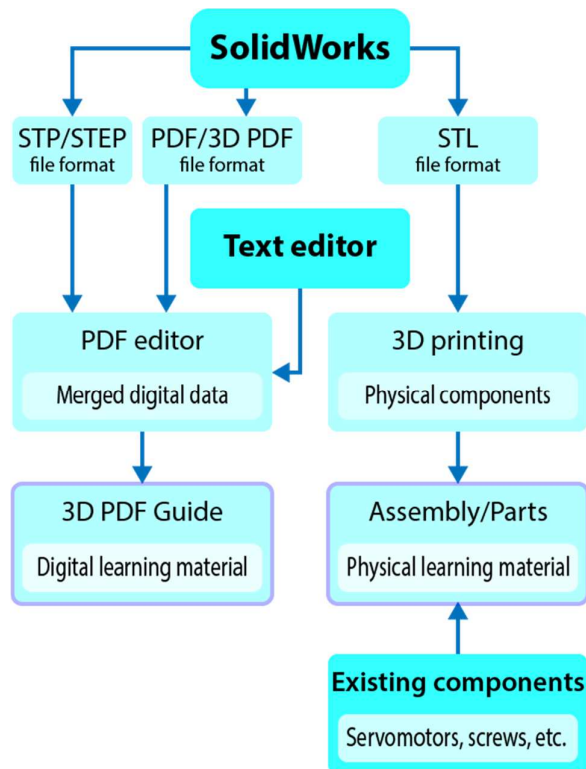 SolidWorks
STP/STEP
file format
PDF/3D PDF
file format
STL
file format
Text editor
PDF editor
Merged digital data
3D printing
Physical components
3D PDF Guide
Digital learning material
Assembly/Parts
Physical learning material
Existing components
Servomotors, screws, etc.